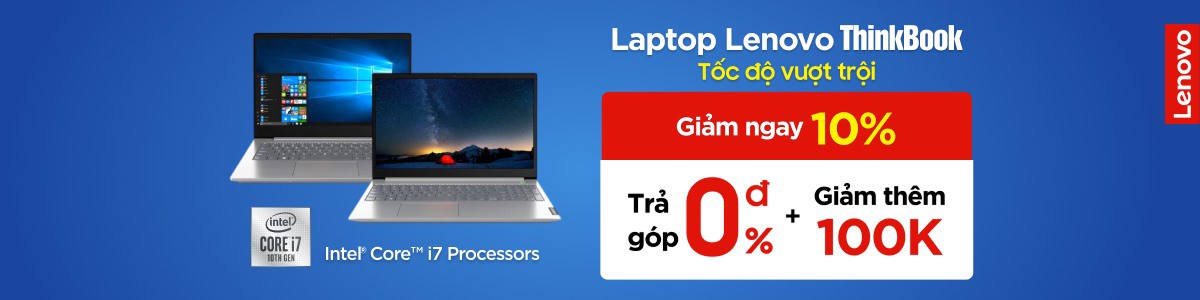 Laptop Lenovo ThinkBook
Tốc độ vượt trội
Giảm ngay 10%
Trả góp 0đ %
+
Giảm thêm 100K
intel
CORE i7
10TH GEN
Intel® Core™ i7 Processors
Lenovo